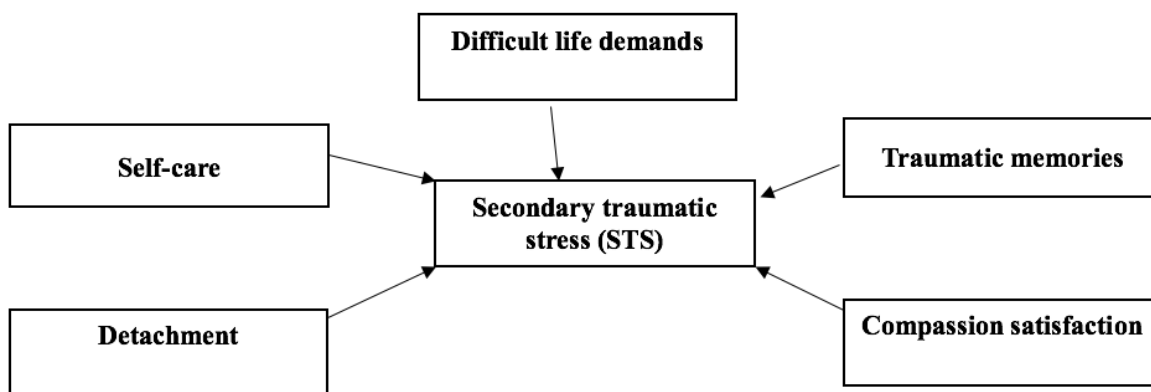 Difficult life demands
Self-care
Traumatic memories
Secondary traumatic
stress (STS)
Detachment
Compassion satisfaction